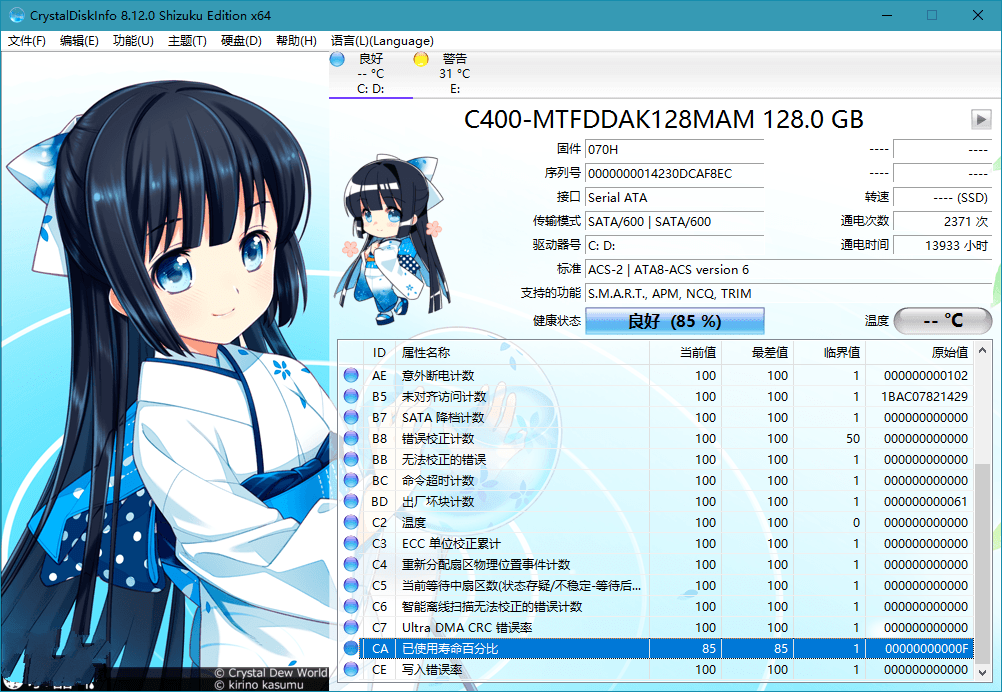 CrystalDiskInfo 8.12.0 Shizuku Edition x64
文件(F) 编辑(E) 功能(U) 主题(T) 硬盘(D) 帮助(H) 语言(L)(Language)
良好 警告
-- °C 31 °C
C: D: E:
C400-MTFDDAK128MAM 128.0 GB
固件 070H ---- ----
序列号 0000000014230DCAF8EC ---- ----
接口 Serial ATA 转速 ---- (SSD)
传输模式 SATA/600 | SATA/600 通电次数 2371 次
驱动器号 C: D: 通电时间 13933 小时
标准 ACS-2 | ATA8-ACS version 6
支持的功能 S.M.A.R.T., APM, NCQ, TRIM
健康状态 良好 (85 %) 温度 -- °C
ID 属性名称 当前值 最差值 临界值 原始值
AE 意外断电计数 100 100 1 000000000102
B5 未对齐访问计数 100 100 1 1BAC07821429
B7 SATA 降档计数 100 100 1 000000000000
B8 错误校正计数 100 100 50 000000000000
BB 无法校正的错误 100 100 1 000000000000
BC 命令超时计数 100 100 1 000000000000
BD 出厂坏块计数 100 100 1 000000000061
C2 温度 100 100 0 000000000000
C3 ECC 单位校正累计 100 100 1 000000000000
C4 重新分配扇区物理位置事件计数 100 100 1 000000000000
C5 当前等待中扇区数(状态存疑/不稳定-等待后... 100 100 1 000000000000
C6 智能离线扫描无法校正的错误计数 100 100 1 000000000000
C7 Ultra DMA CRC 错误率 100 100 1 000000000000
CA 已使用寿命百分比 85 85 1 00000000000F
CE 写入错误率 100 100 1 000000000000
© Crystal Dew World
© kirino kasumu